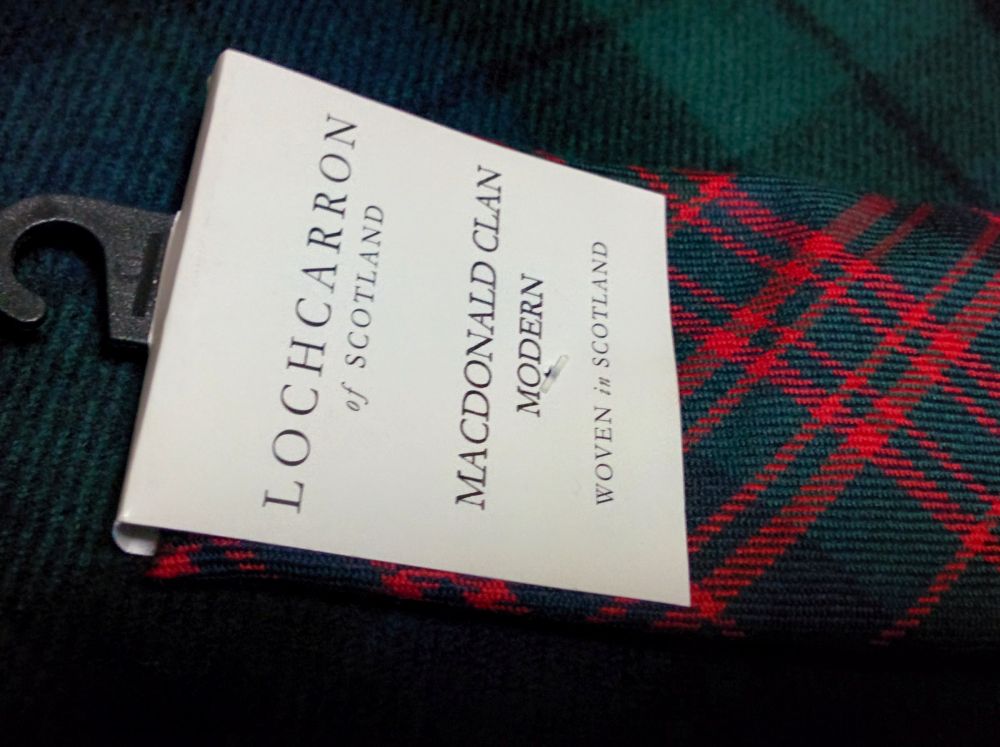 LOCHCARRON
of SCOTLAND
MACDONALD CLAN
MODERN
WOVEN in SCOTLAND